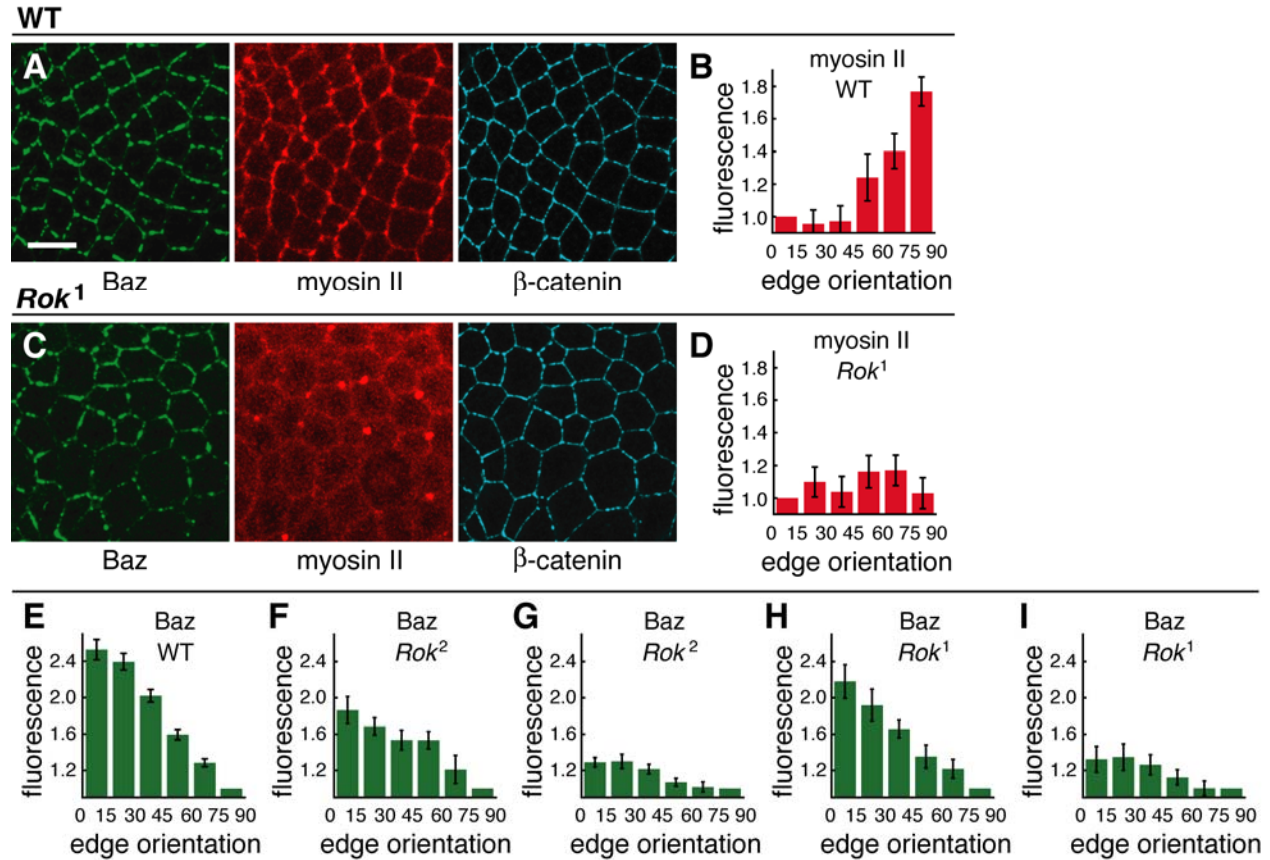 WT
A
Baz
myosin II
β-catenin
B
myosin II
WT
fluorescence
1.8
1.6
1.4
1.2
1.0
0 15 30 45 60 75 90
edge orientation
Rok¹
C
Baz
myosin II
β-catenin
D
myosin II
Rok¹
fluorescence
1.8
1.6
1.4
1.2
1.0
0 15 30 45 60 75 90
edge orientation
E
Baz
WT
fluorescence
2.4
2.0
1.6
1.2
0 15 30 45 60 75 90
edge orientation
F
Baz
Rok²
fluorescence
2.4
2.0
1.6
1.2
0 15 30 45 60 75 90
edge orientation
G
Baz
Rok²
fluorescence
2.4
2.0
1.6
1.2
0 15 30 45 60 75 90
edge orientation
H
Baz
Rok¹
fluorescence
2.4
2.0
1.6
1.2
0 15 30 45 60 75 90
edge orientation
I
Baz
Rok¹
fluorescence
2.4
2.0
1.6
1.2
0 15 30 45 60 75 90
edge orientation